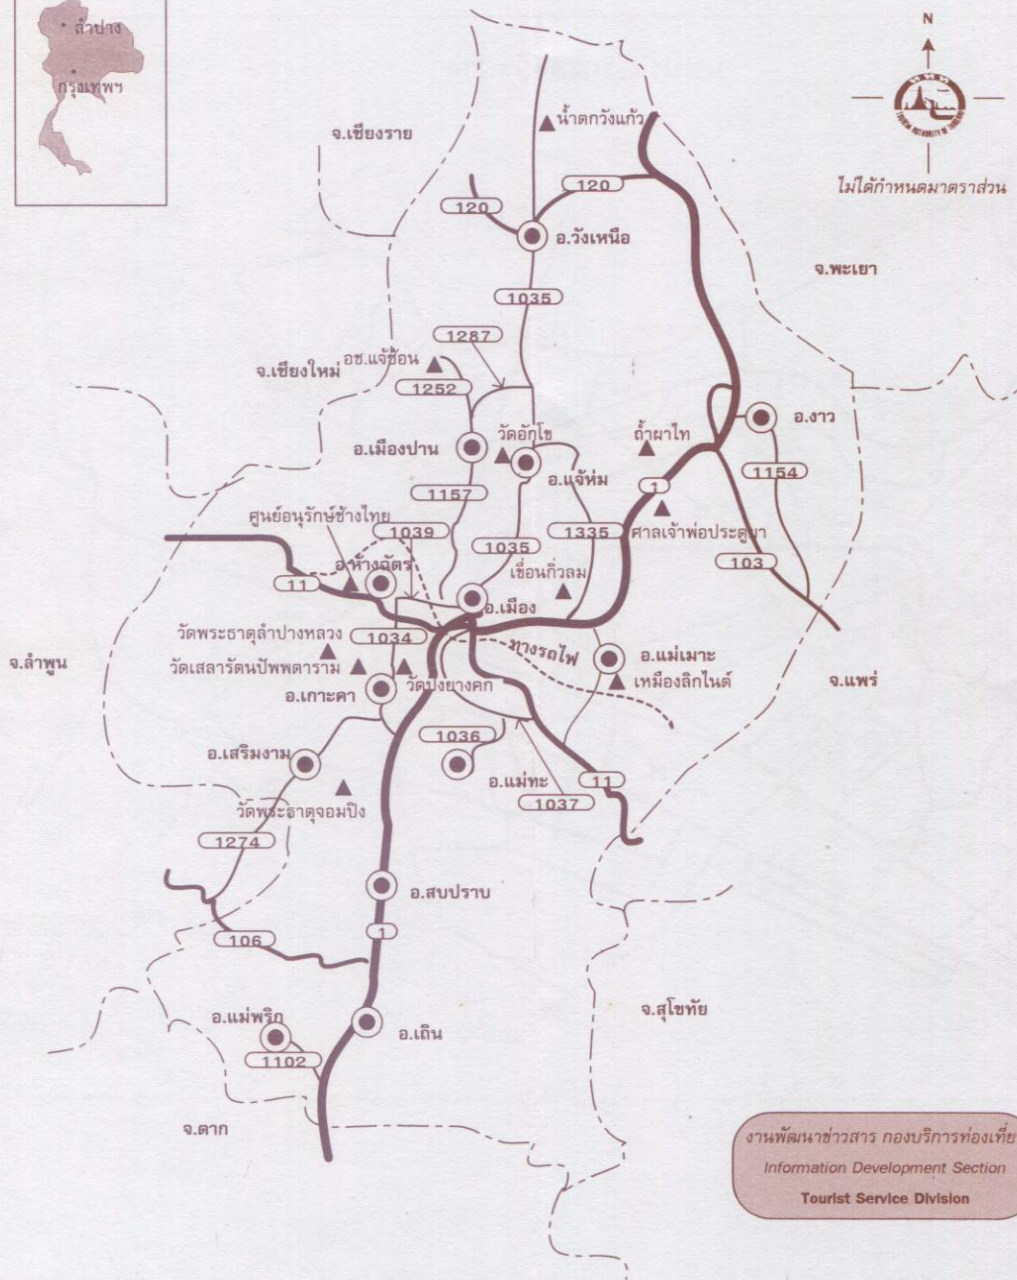 ลำปาง
กรุงเทพฯ
N
ททท
TOURISM AUTHORITY OF THAILAND
ไม่ได้กำหนดมาตราส่วน
น้ำตกวังแก้ว
จ.เชียงราย
120
120
อ.วังเหนือ
จ.พะเยา
1035
1287
อช.แจ้ซ้อน
จ.เชียงใหม่
1252
อ.งาว
วัดอักโข
ถ้ำผาไท
อ.เมืองปาน
อ.แจ้ห่ม
1154
1
1157
ศูนย์อนุรักษ์ช้างไทย
1039
1335
ศาลเจ้าพ่อประตูผา
1035
103
อ.ห้างฉัตร
เขื่อนกิ่วลม
11
อ.เมือง
วัดพระธาตุลำปางหลวง
1034
ทางรถไฟ
อ.แม่เมาะ
จ.ลำพูน
วัดเสลารัตนปัพพตาราม
วัดปงยางคก
เหมืองลิกไนต์
จ.แพร่
อ.เกาะคา
1036
อ.เสริมงาม
อ.แม่ทะ
11
1037
วัดพระธาตุจอมปิง
1274
อ.สบปราบ
1
106
จ.สุโขทัย
อ.แม่พริก
อ.เถิน
1102
จ.ตาก
งานพัฒนาข่าวสาร กองบริการท่องเที่ย
Information Development Section
Tourist Service Division